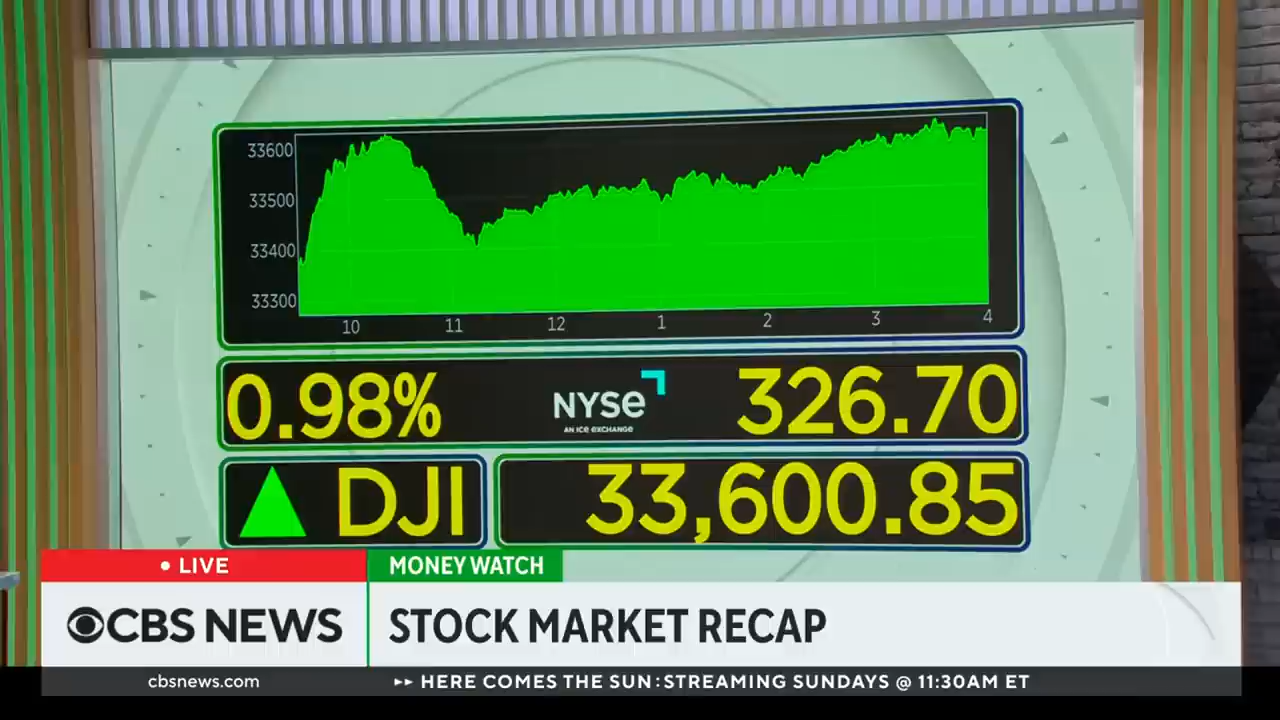 33600
33500
33400
33300
10 11 12 1 2 3 4
0.98% NYSE 326.70
AN ICE EXCHANGE
DJI 33,600.85
• LIVE MONEY WATCH
CBS NEWS STOCK MARKET RECAP
cbsnews.com ▸▸ HERE COMES THE SUN: STREAMING SUNDAYS @ 11:30AM ET